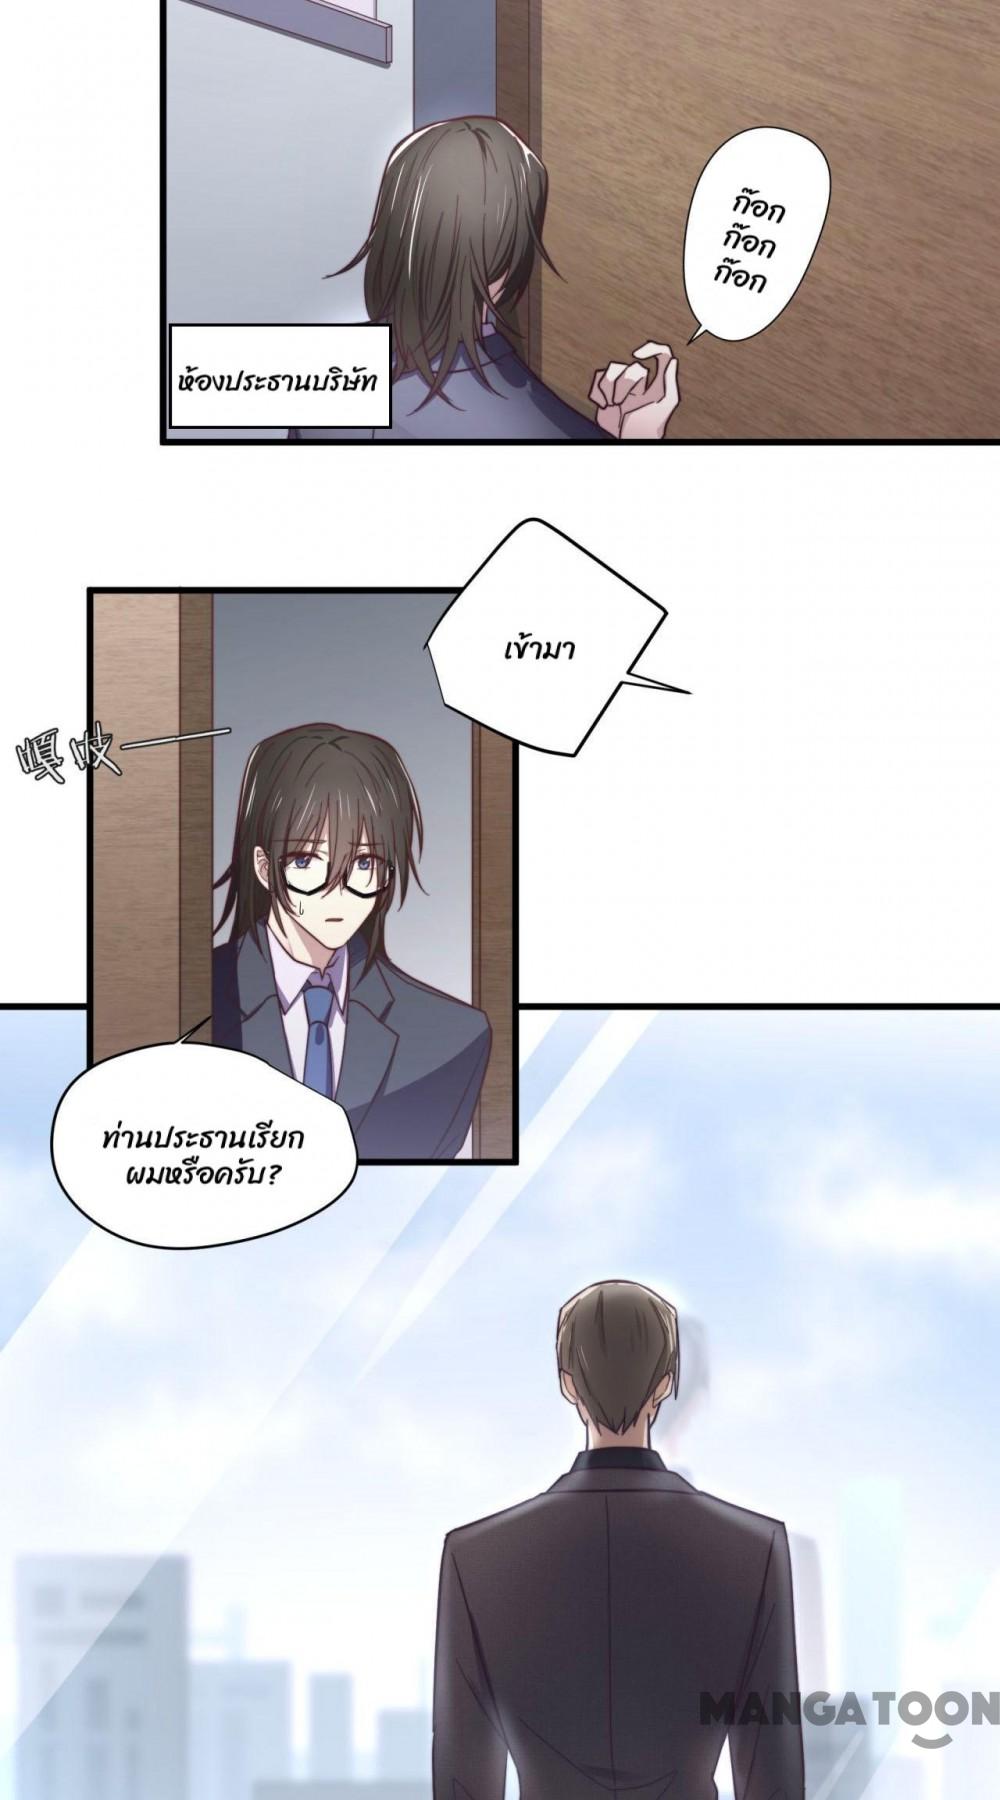 ก๊อก
ก๊อก
ก๊อก
ห้องประธานบริษัท
เข้ามา
嘎吱
ท่านประธานเรียก
ผมหรือครับ?
MANGATOON